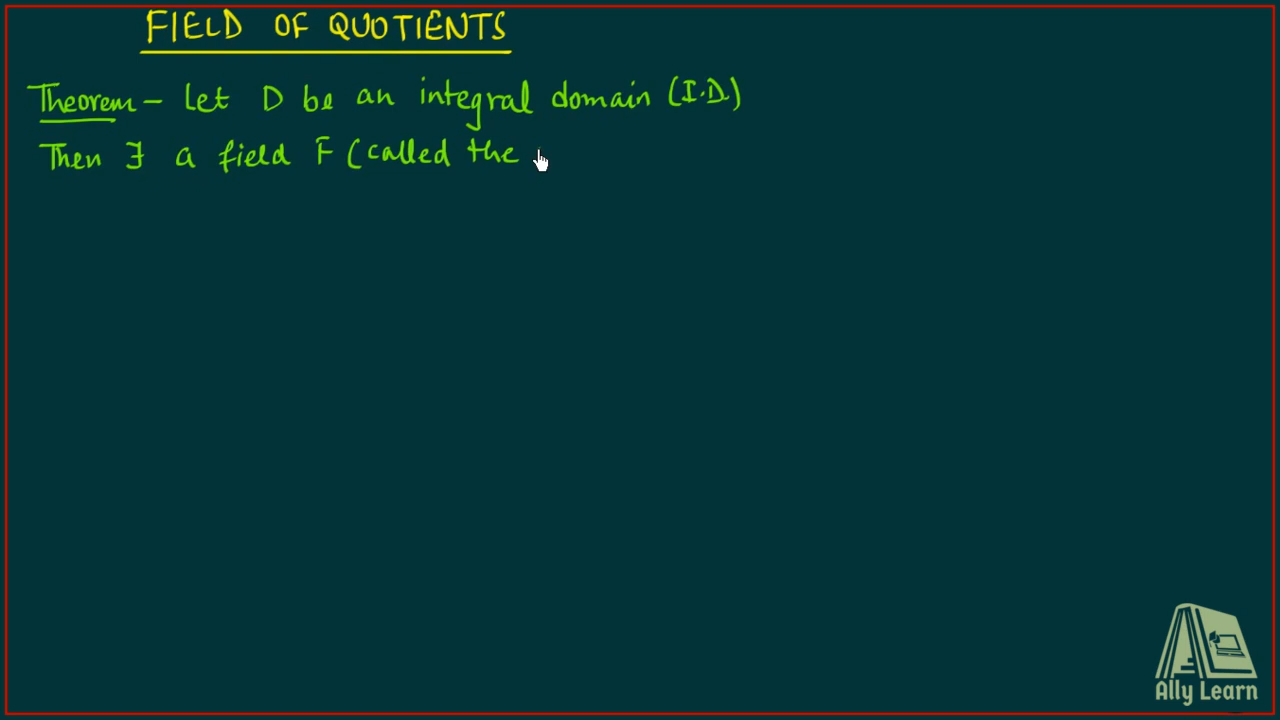 FIELD OF QUOTIENTS
Theorem - Let D be an integral domain (I.D.)
Then ∃ a field F (called the
Ally Learn